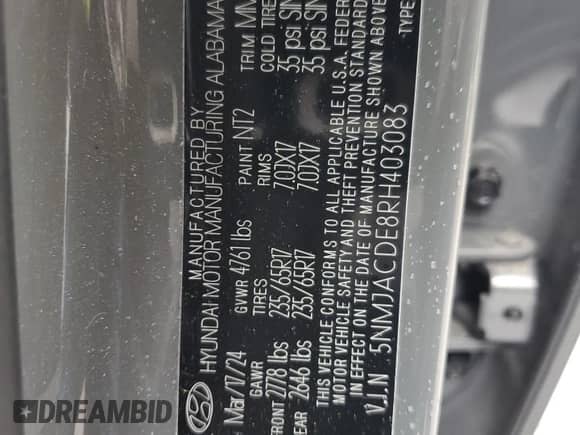 MANUFACTURED BY
HYUNDAI MOTOR MANUFACTURING ALABAMA
Mar/17/24 GVWR 4761 lbs PAINT NT2 TRIM
GAWR TIRES RIMS COLD TIRE
FRONT 2778 lbs 235/65R17 7.0JX17 35 psi
REAR 2646 lbs 235/65R17 7.0JX17 35 psi
THIS VEHICLE CONFORMS TO ALL APPLICABLE U.S.A. FEDER
MOTOR VEHICLE SAFETY AND THEFT PREVENTION STANDARD
IN EFFECT ON THE DATE OF MANUFACTURE SHOWN ABOVE
V.I.N 5NMJACDE8RH403083 TYPE
DREAMBID